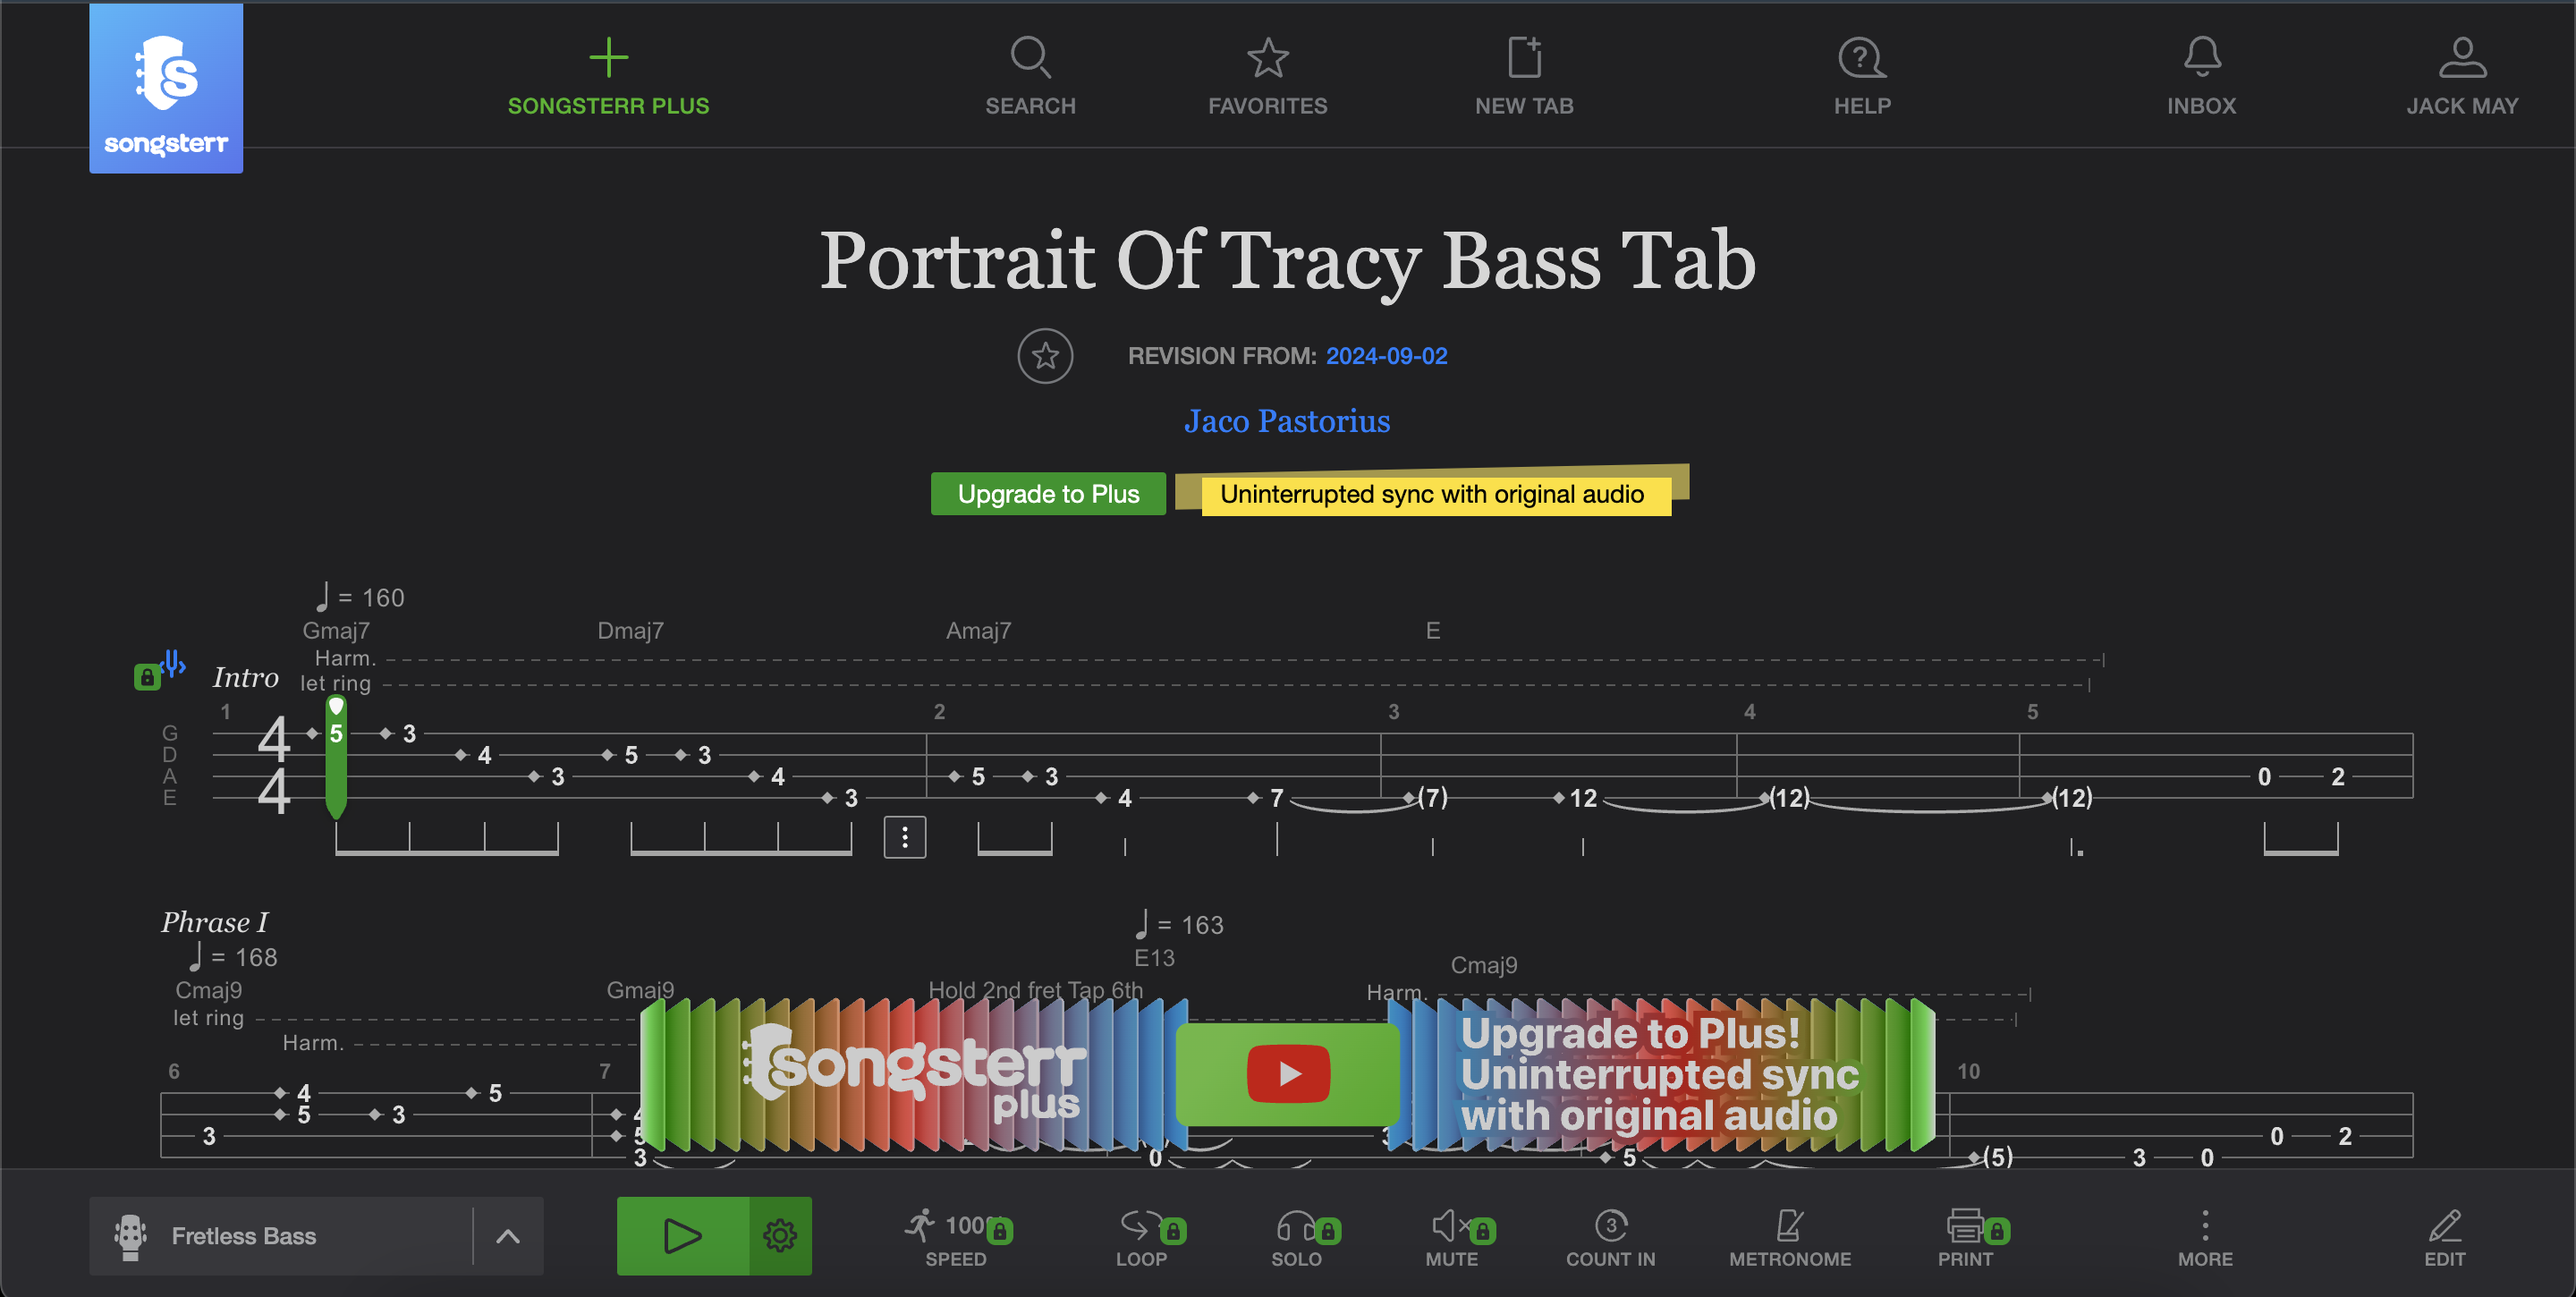 songsterr
SONGSTERR PLUS
SEARCH
FAVORITES
NEW TAB
HELP
INBOX
JACK MAY
Portrait Of Tracy Bass Tab
REVISION FROM: 2024-09-02
Jaco Pastorius
Upgrade to Plus
Uninterrupted sync with original audio
= 160
Gmaj7 Dmaj7 Amaj7 E
Harm.
Intro let ring
1 2 3 4 5
4 4
G 5 3
D 4 5 3
A 3 4 5 3 0 2
E 3 4 7 (7) 12 (12) (12)
Phrase I
= 163
= 168
E13
Cmaj9
Cmaj9 Gmaj9 Hold 2nd fret Tap 6th
Harm.
let ring
Harm.
6 7 10
4 5
5 3
3 0 2
3 0 5 (5) 3 0
songsterr
plus
Upgrade to Plus!
Uninterrupted sync
with original audio
Fretless Bass
100
SPEED
LOOP
SOLO
MUTE
3
COUNT IN
METRONOME
PRINT
MORE
EDIT